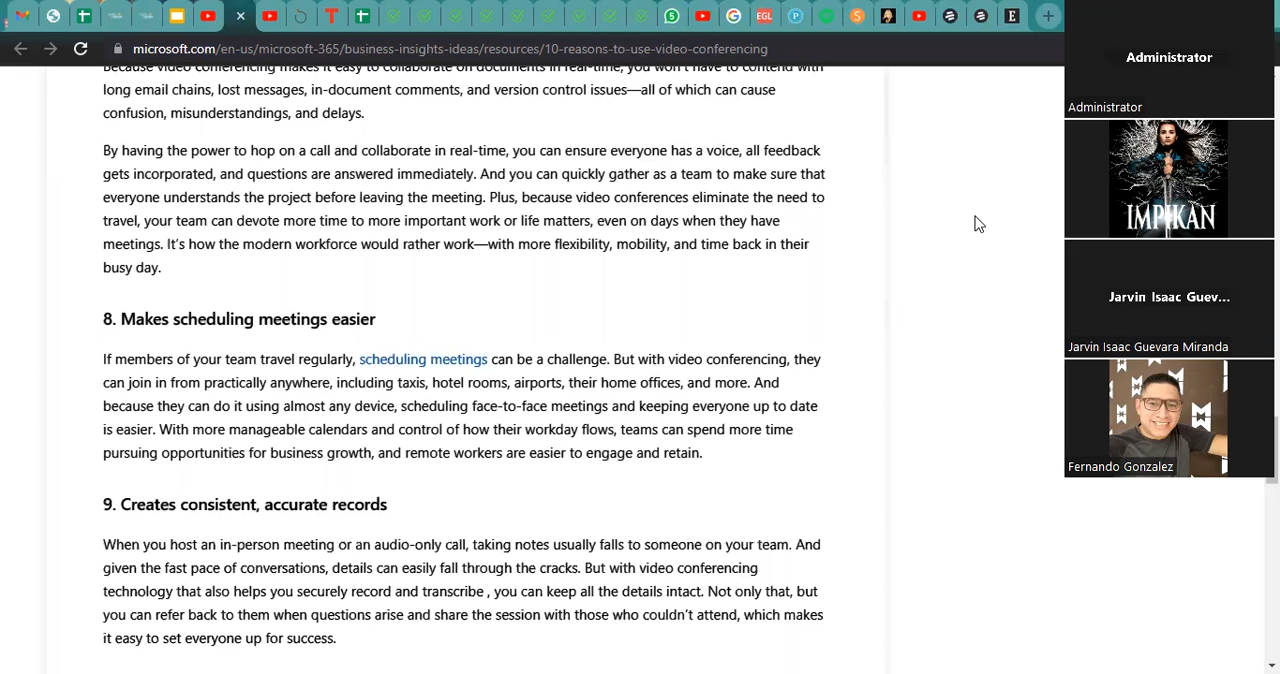 microsoft.com/en-us/microsoft-365/business-insights-ideas/resources/10-reasons-to-use-video-conferencing
Because video conferencing makes it easy to collaborate on documents in real-time, you won't have to contend with
long email chains, lost messages, in-document comments, and version control issues—all of which can cause
confusion, misunderstandings, and delays.
By having the power to hop on a call and collaborate in real-time, you can ensure everyone has a voice, all feedback
gets incorporated, and questions are answered immediately. And you can quickly gather as a team to make sure that
everyone understands the project before leaving the meeting. Plus, because video conferences eliminate the need to
travel, your team can devote more time to more important work or life matters, even on days when they have
meetings. It's how the modern workforce would rather work—with more flexibility, mobility, and time back in their
busy day.
8. Makes scheduling meetings easier
If members of your team travel regularly, scheduling meetings can be a challenge. But with video conferencing, they
can join in from practically anywhere, including taxis, hotel rooms, airports, their home offices, and more. And
because they can do it using almost any device, scheduling face-to-face meetings and keeping everyone up to date
is easier. With more manageable calendars and control of how their workday flows, teams can spend more time
pursuing opportunities for business growth, and remote workers are easier to engage and retain.
9. Creates consistent, accurate records
When you host an in-person meeting or an audio-only call, taking notes usually falls to someone on your team. And
given the fast pace of conversations, details can easily fall through the cracks. But with video conferencing
technology that also helps you securely record and transcribe , you can keep all the details intact. Not only that, but
you can refer back to them when questions arise and share the session with those who couldn't attend, which makes
it easy to set everyone up for success.
Administrator
Administrator
IMPIKAN
Jarvin Isaac Guev...
Jarvin Isaac Guevara Miranda
Fernando Gonzalez